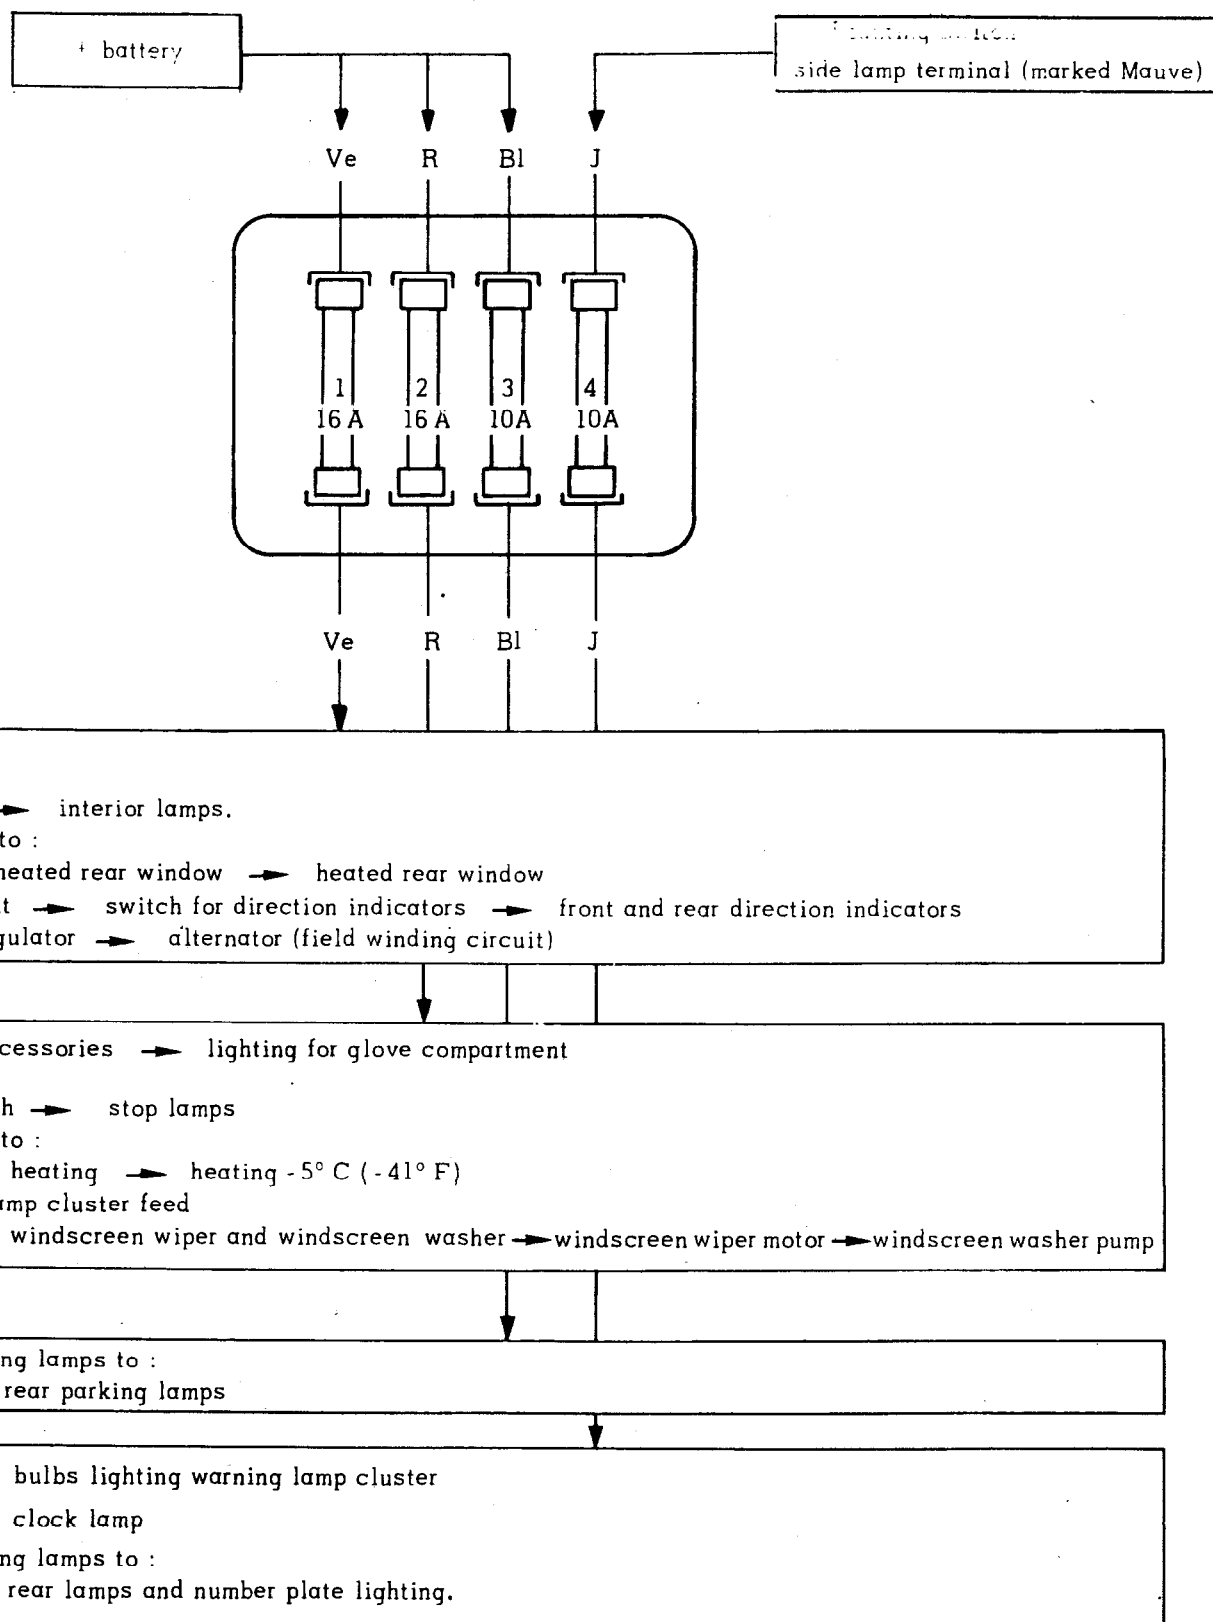 + battery
side lamp terminal (marked Mauve)
Ve R Bl J
1 2 3 4
16 A 16 A 10A 10A
Ve R Bl J
interior lamps.
to :
heated rear window heated rear window
t switch for direction indicators front and rear direction indicators
gulator alternator (field winding circuit)
cessories lighting for glove compartment
h stop lamps
to :
heating heating - 5° C ( - 41° F)
amp cluster feed
windscreen wiper and windscreen washer windscreen wiper motor windscreen washer pump
ng lamps to :
rear parking lamps
bulbs lighting warning lamp cluster
clock lamp
ng lamps to :
rear lamps and number plate lighting.